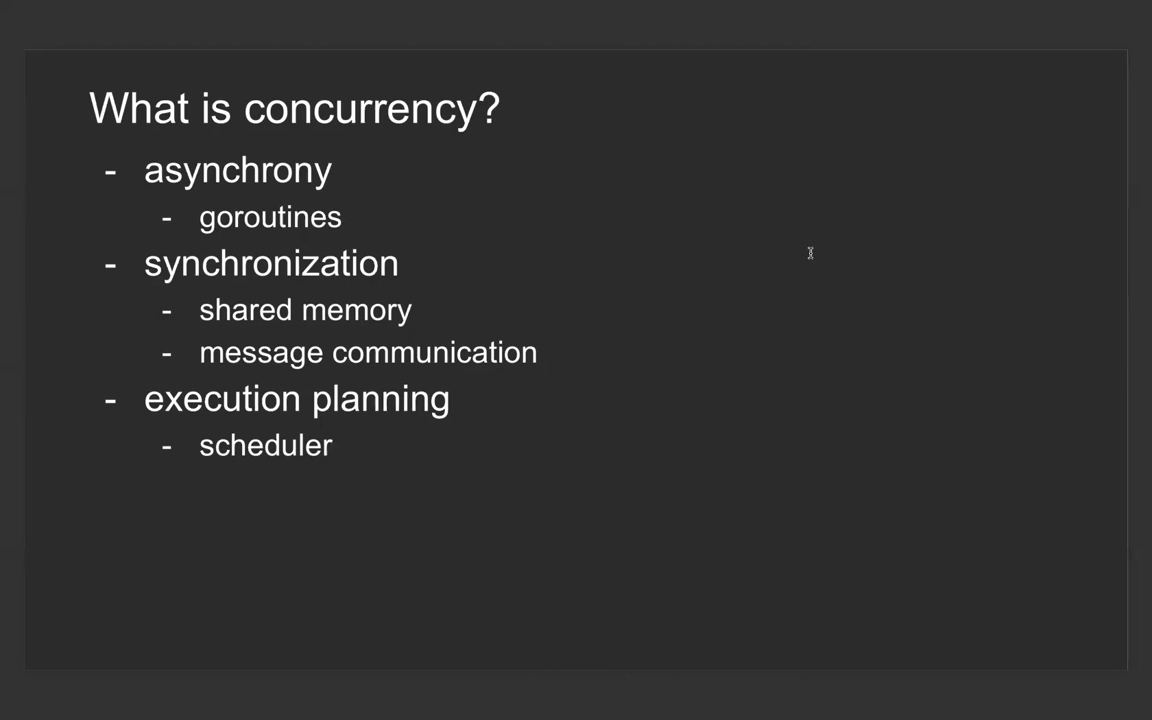 What is concurrency?
- asynchrony
- goroutines
- synchronization
- shared memory
- message communication
- execution planning
- scheduler